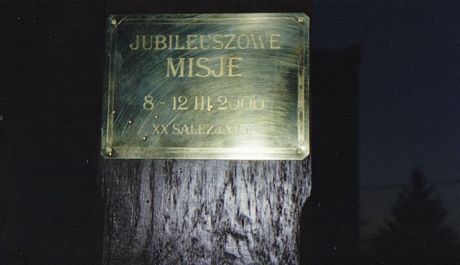 JUBILEUSZOWE
MISJE
8 - 12 III 2000
XX SALEZJANIE